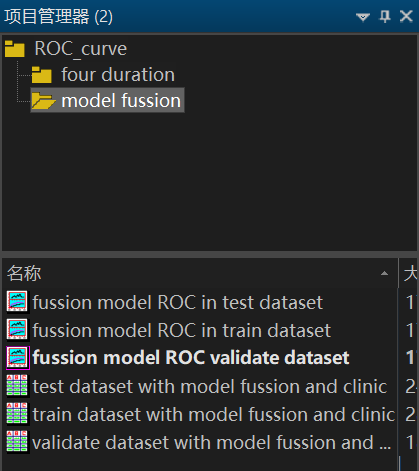 项目管理器 (2)
ROC_curve
four duration
model fussion
名称 大
fussion model ROC in test dataset 1
fussion model ROC in train dataset 1
fussion model ROC validate dataset 1
test dataset with model fussion and clinic 2
train dataset with model fussion and clinic 2
validate dataset with model fussion and ... 1